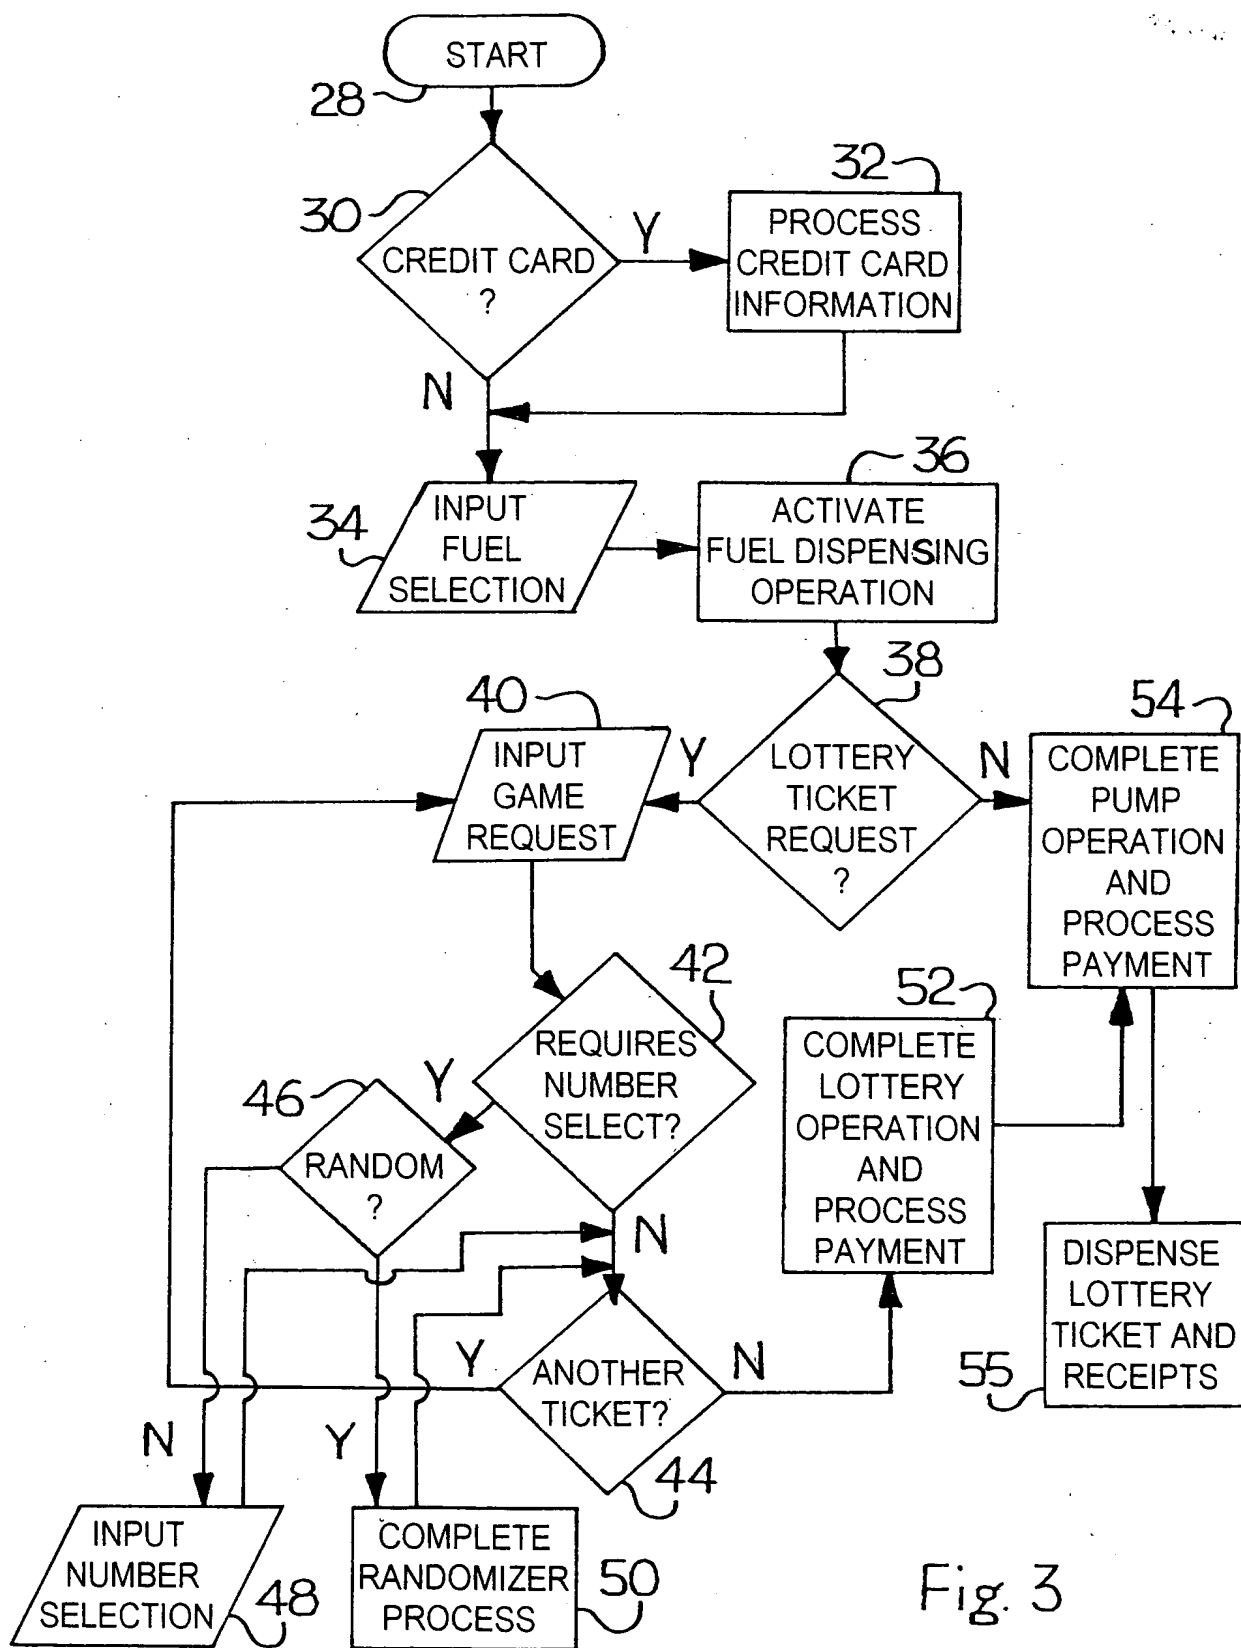 START
28
30
CREDIT CARD
?
Y
32
PROCESS
CREDIT CARD
INFORMATION
N
34
INPUT
FUEL
SELECTION
36
ACTIVATE
FUEL DISPENSING
OPERATION
38
LOTTERY
TICKET
REQUEST
?
Y
N
40
INPUT
GAME
REQUEST
54
COMPLETE
PUMP
OPERATION
AND
PROCESS
PAYMENT
42
REQUIRES
NUMBER
SELECT?
Y
N
46
RANDOM
?
52
COMPLETE
LOTTERY
OPERATION
AND
PROCESS
PAYMENT
DISPENSE
LOTTERY
TICKET AND
RECEIPTS
55
Y
ANOTHER
TICKET?
N
44
N
Y
INPUT
NUMBER
SELECTION
48
COMPLETE
RANDOMIZER
PROCESS
50
Fig. 3